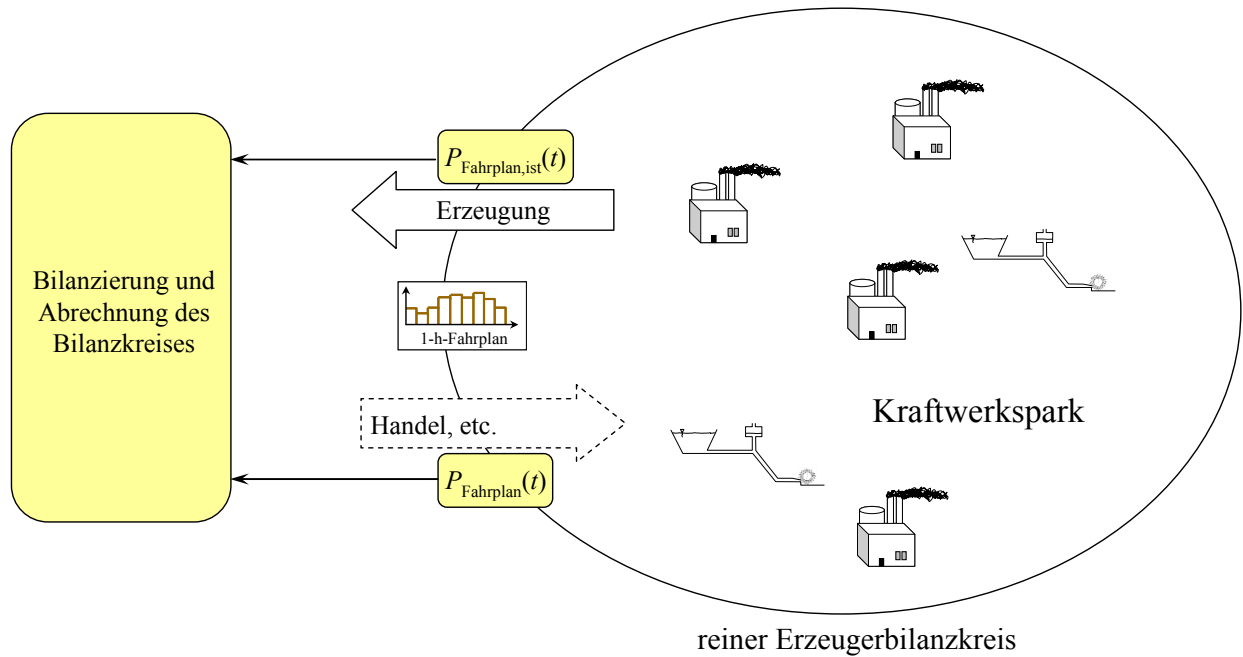 P_Fahrplan,ist(t)
Erzeugung
Bilanzierung und
Abrechnung des
Bilanzkreises
1-h-Fahrplan
Handel, etc.
Kraftwerkspark
P_Fahrplan(t)
reiner Erzeugerbilanzkreis